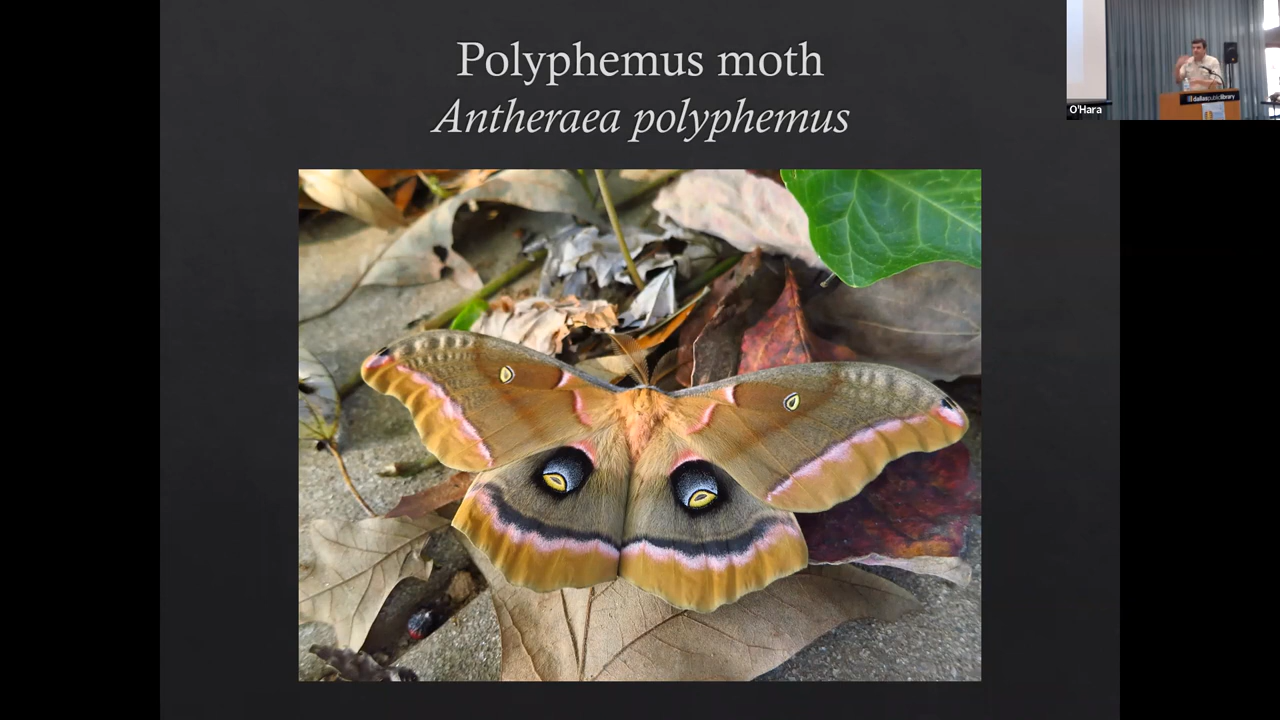 Polyphemus moth
Antheraea polyphemus
O'Hara
dallaspubliclibrary